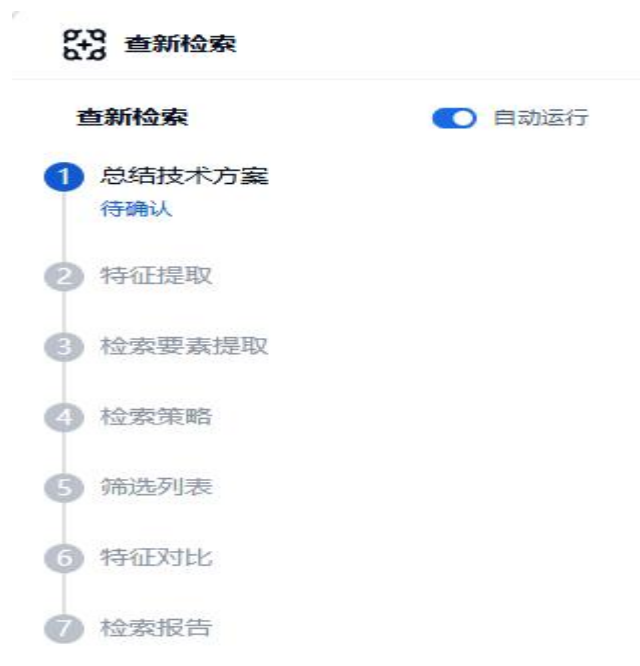 查新检索
查新检索 自动运行
1 总结技术方案
待确认
2 特征提取
3 检索要素提取
4 检索策略
5 筛选列表
6 特征对比
7 检索报告